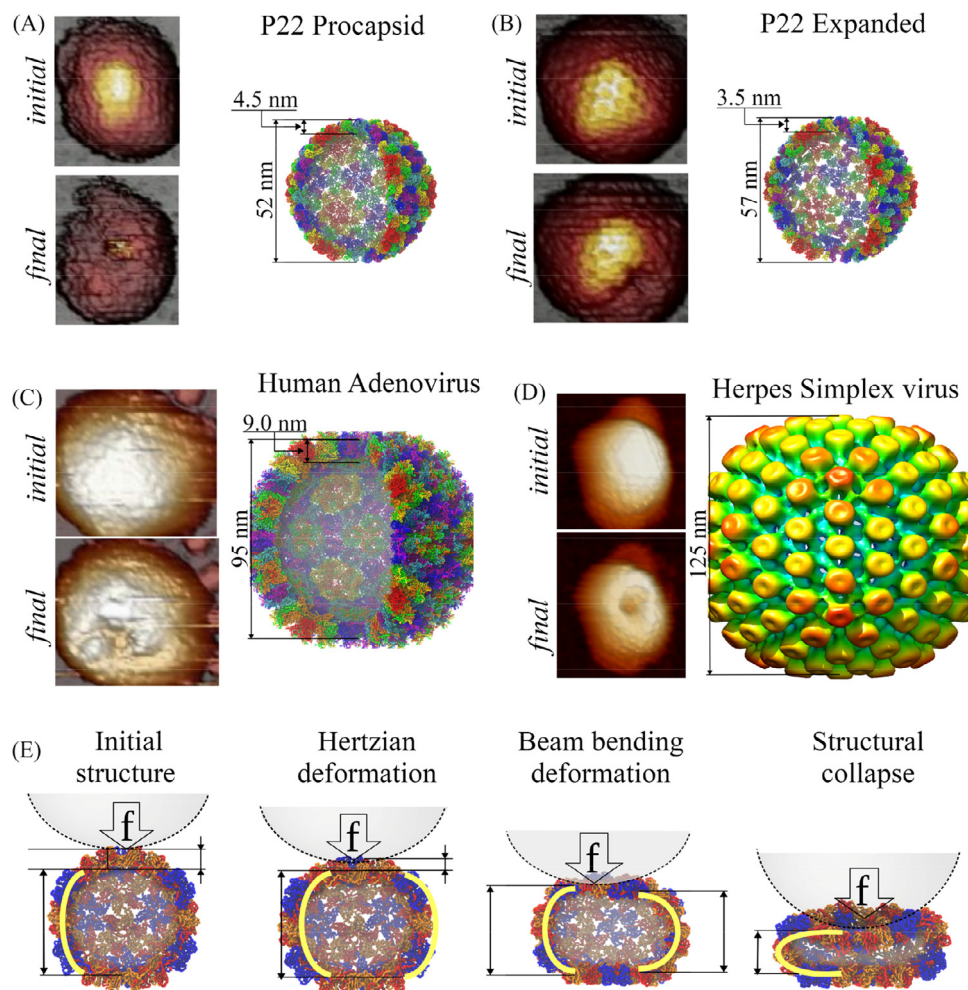 (A)
P22 Procapsid
initial
4.5 nm
52 nm
final
(B)
P22 Expanded
initial
3.5 nm
57 nm
final
(C)
Human Adenovirus
initial
9.0 nm
95 nm
final
(D)
Herpes Simplex virus
initial
125 nm
final
(E)
Initial
structure
Hertzian
deformation
Beam bending
deformation
Structural
collapse
f
f
f
f